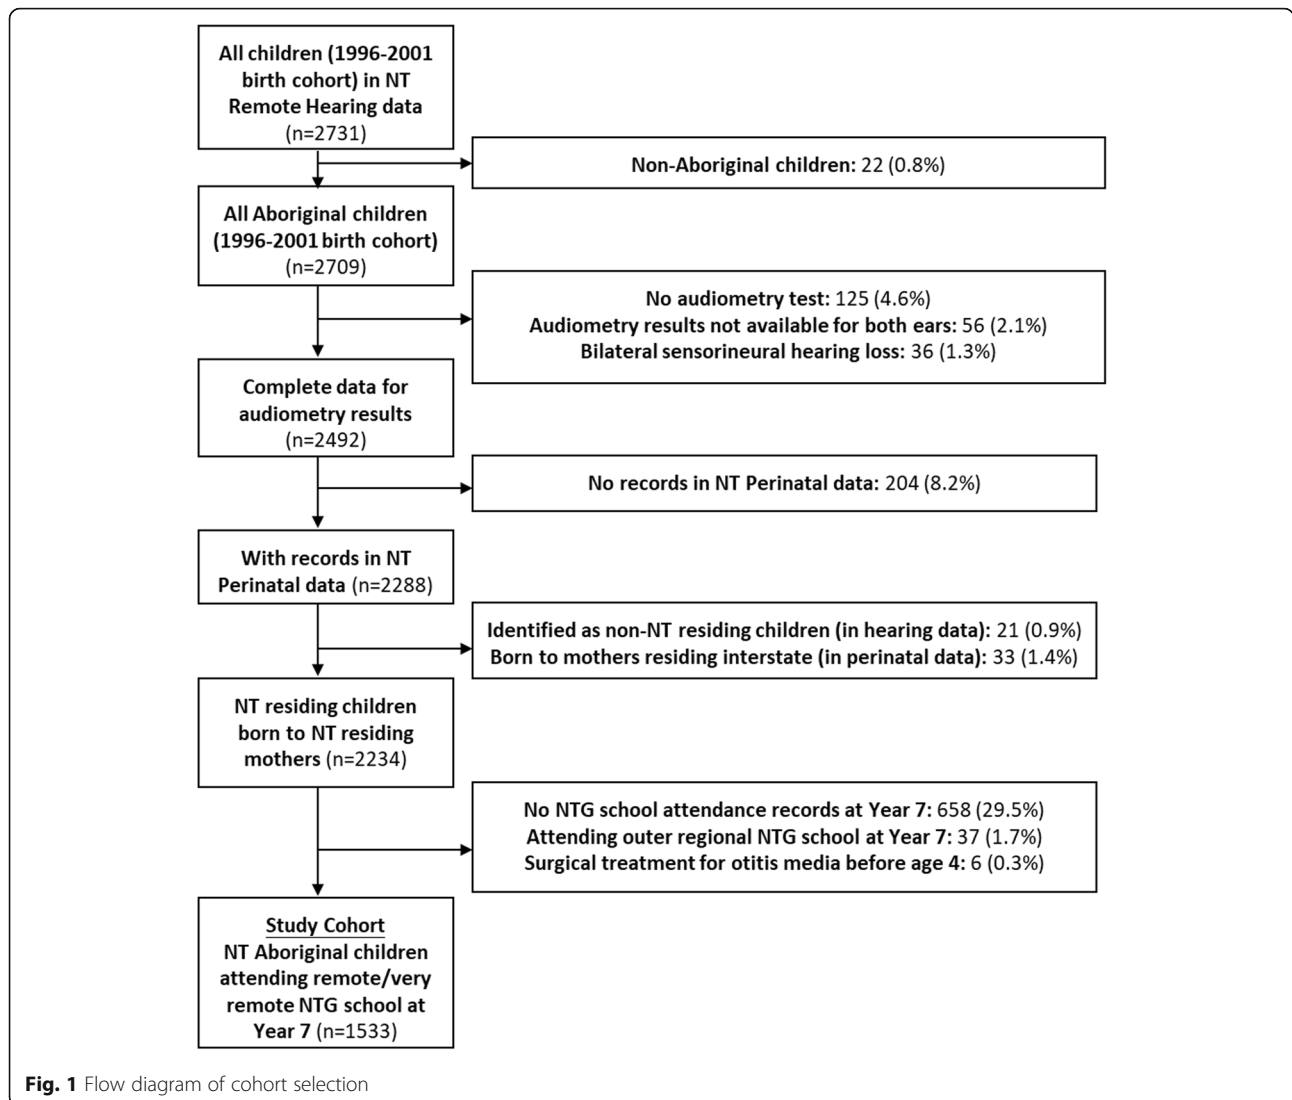 All children (1996-2001
birth cohort) in NT
Remote Hearing data
(n=2731)
Non-Aboriginal children: 22 (0.8%)
All Aboriginal children
(1996-2001 birth cohort)
(n=2709)
No audiometry test: 125 (4.6%)
Audiometry results not available for both ears: 56 (2.1%)
Bilateral sensorineural hearing loss: 36 (1.3%)
Complete data for
audiometry results
(n=2492)
No records in NT Perinatal data: 204 (8.2%)
With records in NT
Perinatal data (n=2288)
Identified as non-NT residing children (in hearing data): 21 (0.9%)
Born to mothers residing interstate (in perinatal data): 33 (1.4%)
NT residing children
born to NT residing
mothers (n=2234)
No NTG school attendance records at Year 7: 658 (29.5%)
Attending outer regional NTG school at Year 7: 37 (1.7%)
Surgical treatment for otitis media before age 4: 6 (0.3%)
Study Cohort
NT Aboriginal children
attending remote/very
remote NTG school at
Year 7 (n=1533)
Fig. 1 Flow diagram of cohort selection